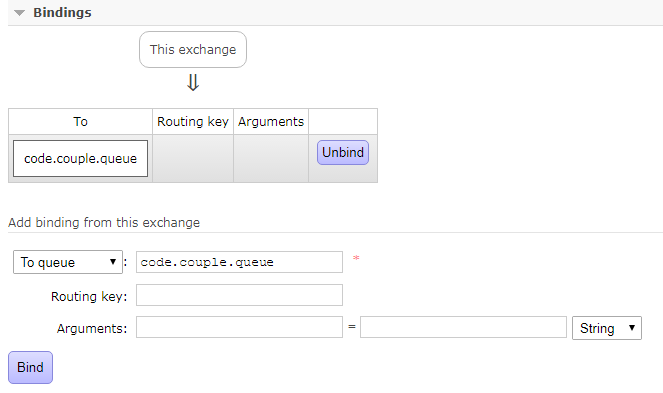 Bindings
This exchange
⇓
To Routing key Arguments
code.couple.queue Unbind
Add binding from this exchange
To queue : code.couple.queue *
Routing key:
Arguments: = String
Bind